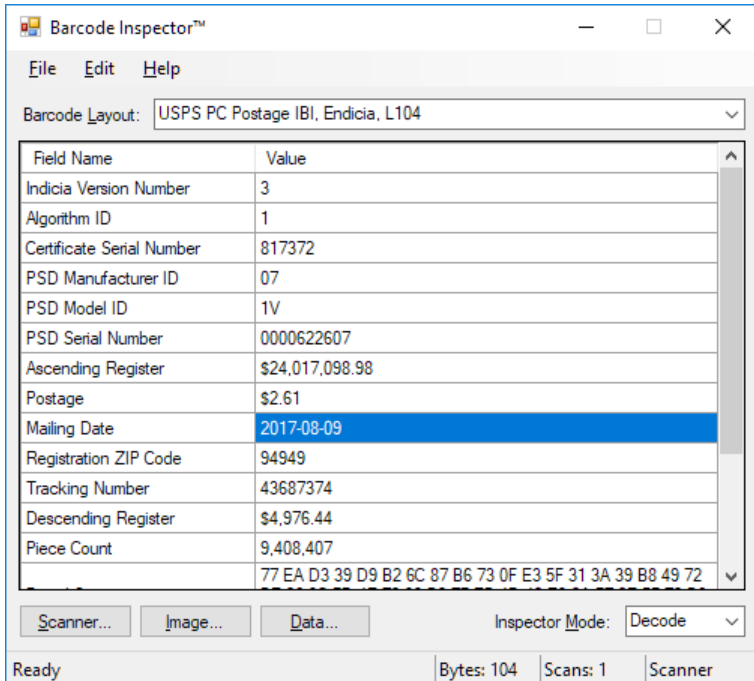 Barcode Inspector™
File Edit Help
Barcode Layout: USPS PC Postage IBI, Endicia, L104
Field Name Value
Indicia Version Number 3
Algorithm ID 1
Certificate Serial Number 817372
PSD Manufacturer ID 07
PSD Model ID 1V
PSD Serial Number 0000622607
Ascending Register $24,017,098.98
Postage $2.61
Mailing Date 2017-08-09
Registration ZIP Code 94949
Tracking Number 43687374
Descending Register $4,976.44
Piece Count 9,408,407
77 EA D3 39 D9 B2 6C 87 B6 73 0F E3 5F 31 3A 39 B8 49 72
Scanner... Image... Data... Inspector Mode: Decode
Ready Bytes: 104 Scans: 1 Scanner